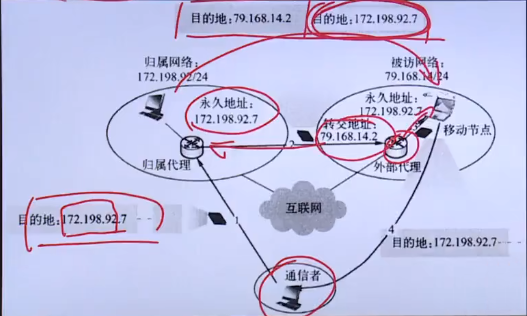 目的地:79.168.14.2 目的地:172.198.92.7
归属网络:
172.198.92/24
被访网络:
79.168.14/24
永久地址:
172.198.92.7
永久地址:
172.198.92.7
转交地址:
79.168.14.2
移动节点
2
归属代理
外部代理
互联网
目的地:172.198.92.7
1
4
目的地:172.198.92.7
通信者